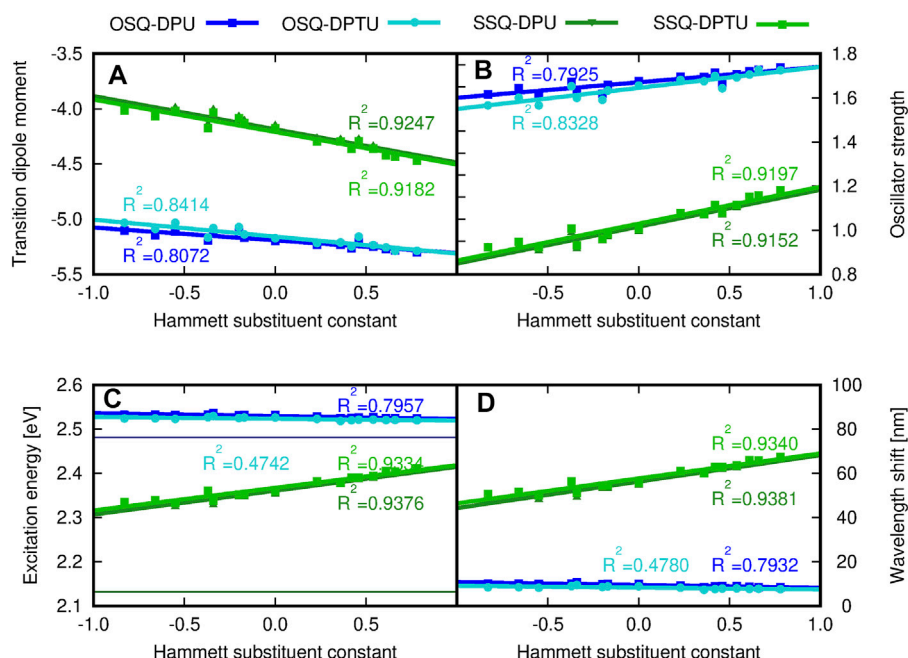 OSQ-DPU OSQ-DPTU SSQ-DPU SSQ-DPTU
A
B
Transition dipole moment
Oscillator strength
-3.5
-4.0
-4.5
-5.0
-5.5
1.8
1.6
1.4
1.2
1.0
0.8
R2=0.9247
R2=0.9182
R2=0.8414
R2=0.8072
R2=0.7925
R2=0.8328
R2=0.9197
R2=0.9152
-1.0 -0.5 0.0 0.5 -0.5 0.0 0.5 1.0
Hammett substituent constant Hammett substituent constant
C
D
Excitation energy [eV]
Wavelength shift [nm]
2.6
2.5
2.4
2.3
2.2
2.1
100
80
60
40
20
0
R2=0.7957
R2=0.4742
R2=0.9334
R2=0.9376
R2=0.9340
R2=0.9381
R2=0.4780
R2=0.7932
-1.0 -0.5 0.0 0.5 -1.0 -0.5 0.0 0.5 1.0
Hammett substituent constant Hammett substituent constant